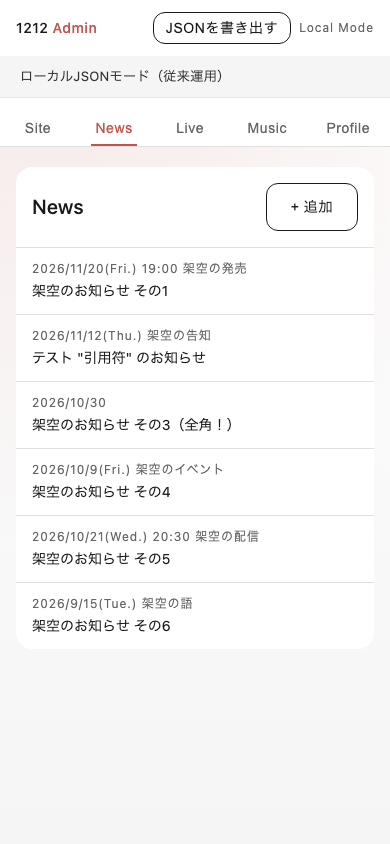 1212 Admin
JSONを書き出す
Local Mode
ローカルJSONモード（従来運用）
Site
News
Live
Music
Profile
News
+ 追加
2026/11/20(Fri.) 19:00 架空の発売
架空のお知らせ その1
2026/11/12(Thu.) 架空の告知
テスト "引用符" のお知らせ
2026/10/30
架空のお知らせ その3（全角！）
2026/10/9(Fri.) 架空のイベント
架空のお知らせ その4
2026/10/21(Wed.) 20:30 架空の配信
架空のお知らせ その5
2026/9/15(Tue.) 架空の語
架空のお知らせ その6